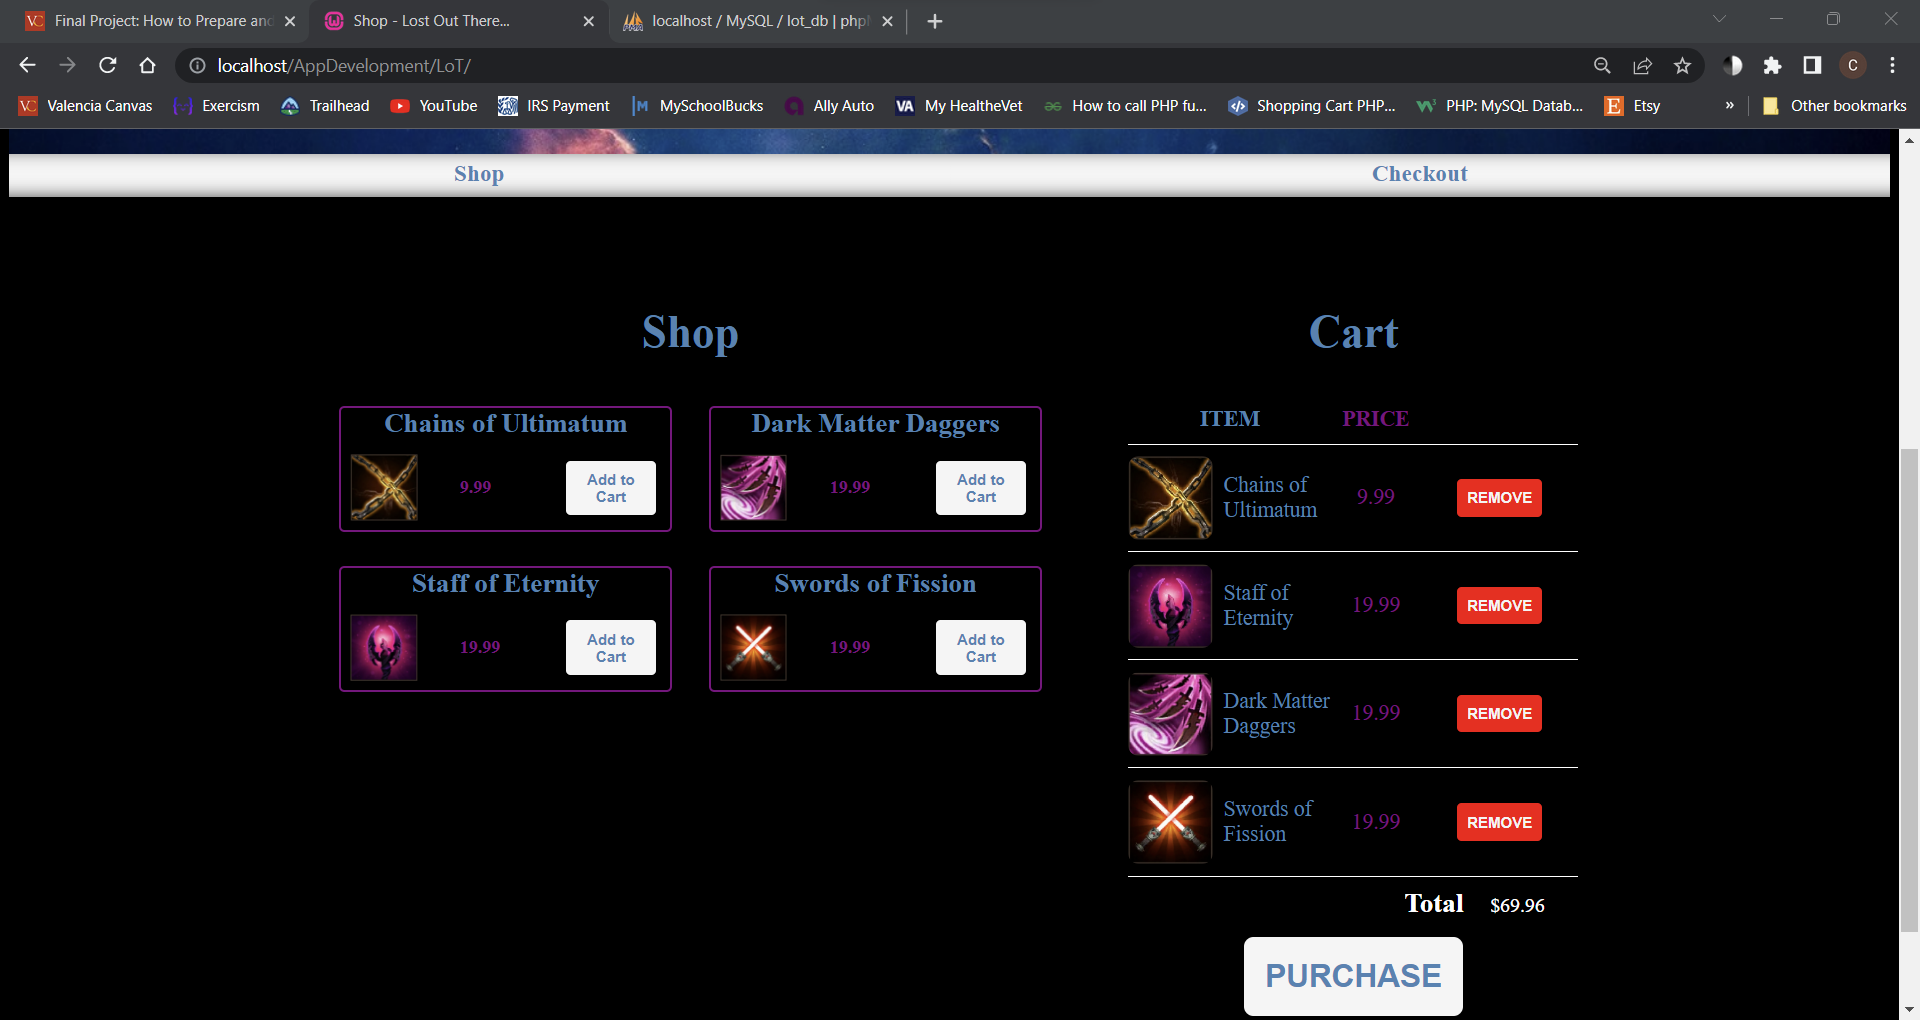 Final Project: How to Prepare and
Shop - Lost Out There...
localhost / MySQL / lot_db | php
localhost/AppDevelopment/LoT/
C
VC Valencia Canvas
Exercism
Trailhead
YouTube
IRS Payment
M MySchoolBucks
Ally Auto
VA My HealtheVet
How to call PHP fu...
Shopping Cart PHP...
PHP: MySQL Datab...
E Etsy
»
Other bookmarks
Shop
Checkout
Shop
Chains of Ultimatum
9.99
Add to
Cart
Dark Matter Daggers
19.99
Add to
Cart
Staff of Eternity
19.99
Add to
Cart
Swords of Fission
19.99
Add to
Cart
Cart
ITEM PRICE
Chains of
Ultimatum
9.99
REMOVE
Staff of
Eternity
19.99
REMOVE
Dark Matter
Daggers
19.99
REMOVE
Swords of
Fission
19.99
REMOVE
Total $69.96
PURCHASE